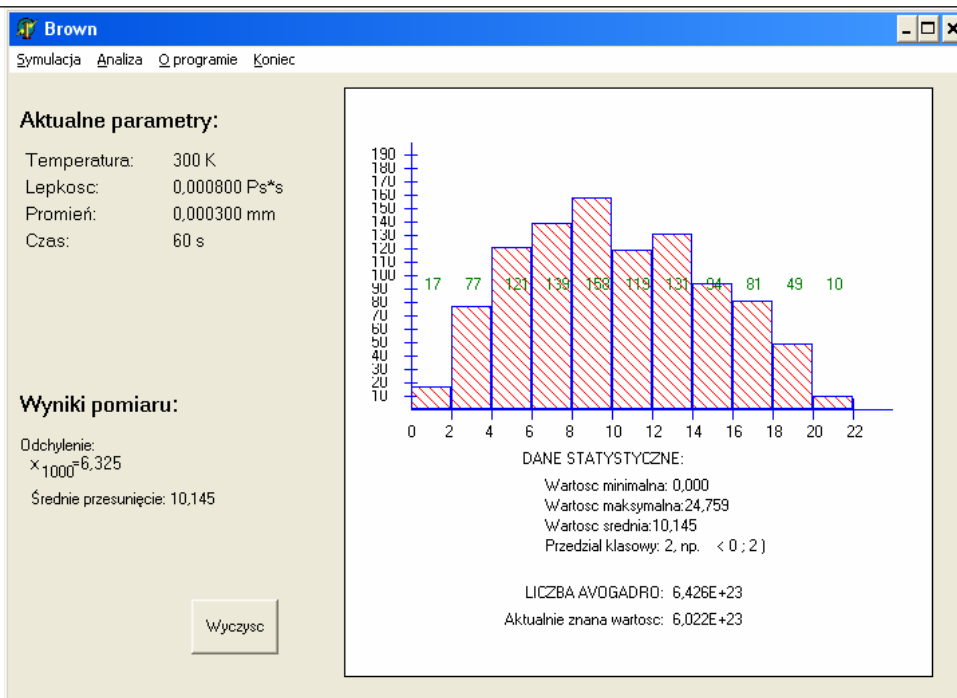 Brown
Symulacja Analiza O programie Koniec
Aktualne parametry:
Temperatura: 300 K
Lepkosc: 0,000800 Ps*s
Promień: 0,000300 mm
Czas: 60 s
Wyniki pomiaru:
Odchylenie:
x1000=6,325
Średnie przesunięcie: 10,145
Wyczysc
190
180
170
160
150
140
130
120
110
100
90
80
70
60
50
40
30
20
10
17 77 121 139 158 119 131 94 81 49 10
0 2 4 6 8 10 12 14 16 18 20 22
DANE STATYSTYCZNE:
Wartosc minimalna: 0,000
Wartosc maksymalna:24,759
Wartosc srednia:10,145
Przedzial klasowy: 2, np. < 0 ; 2 )
LICZBA AVOGADRO: 6,426E+23
Aktualnie znana wartosc: 6,022E+23